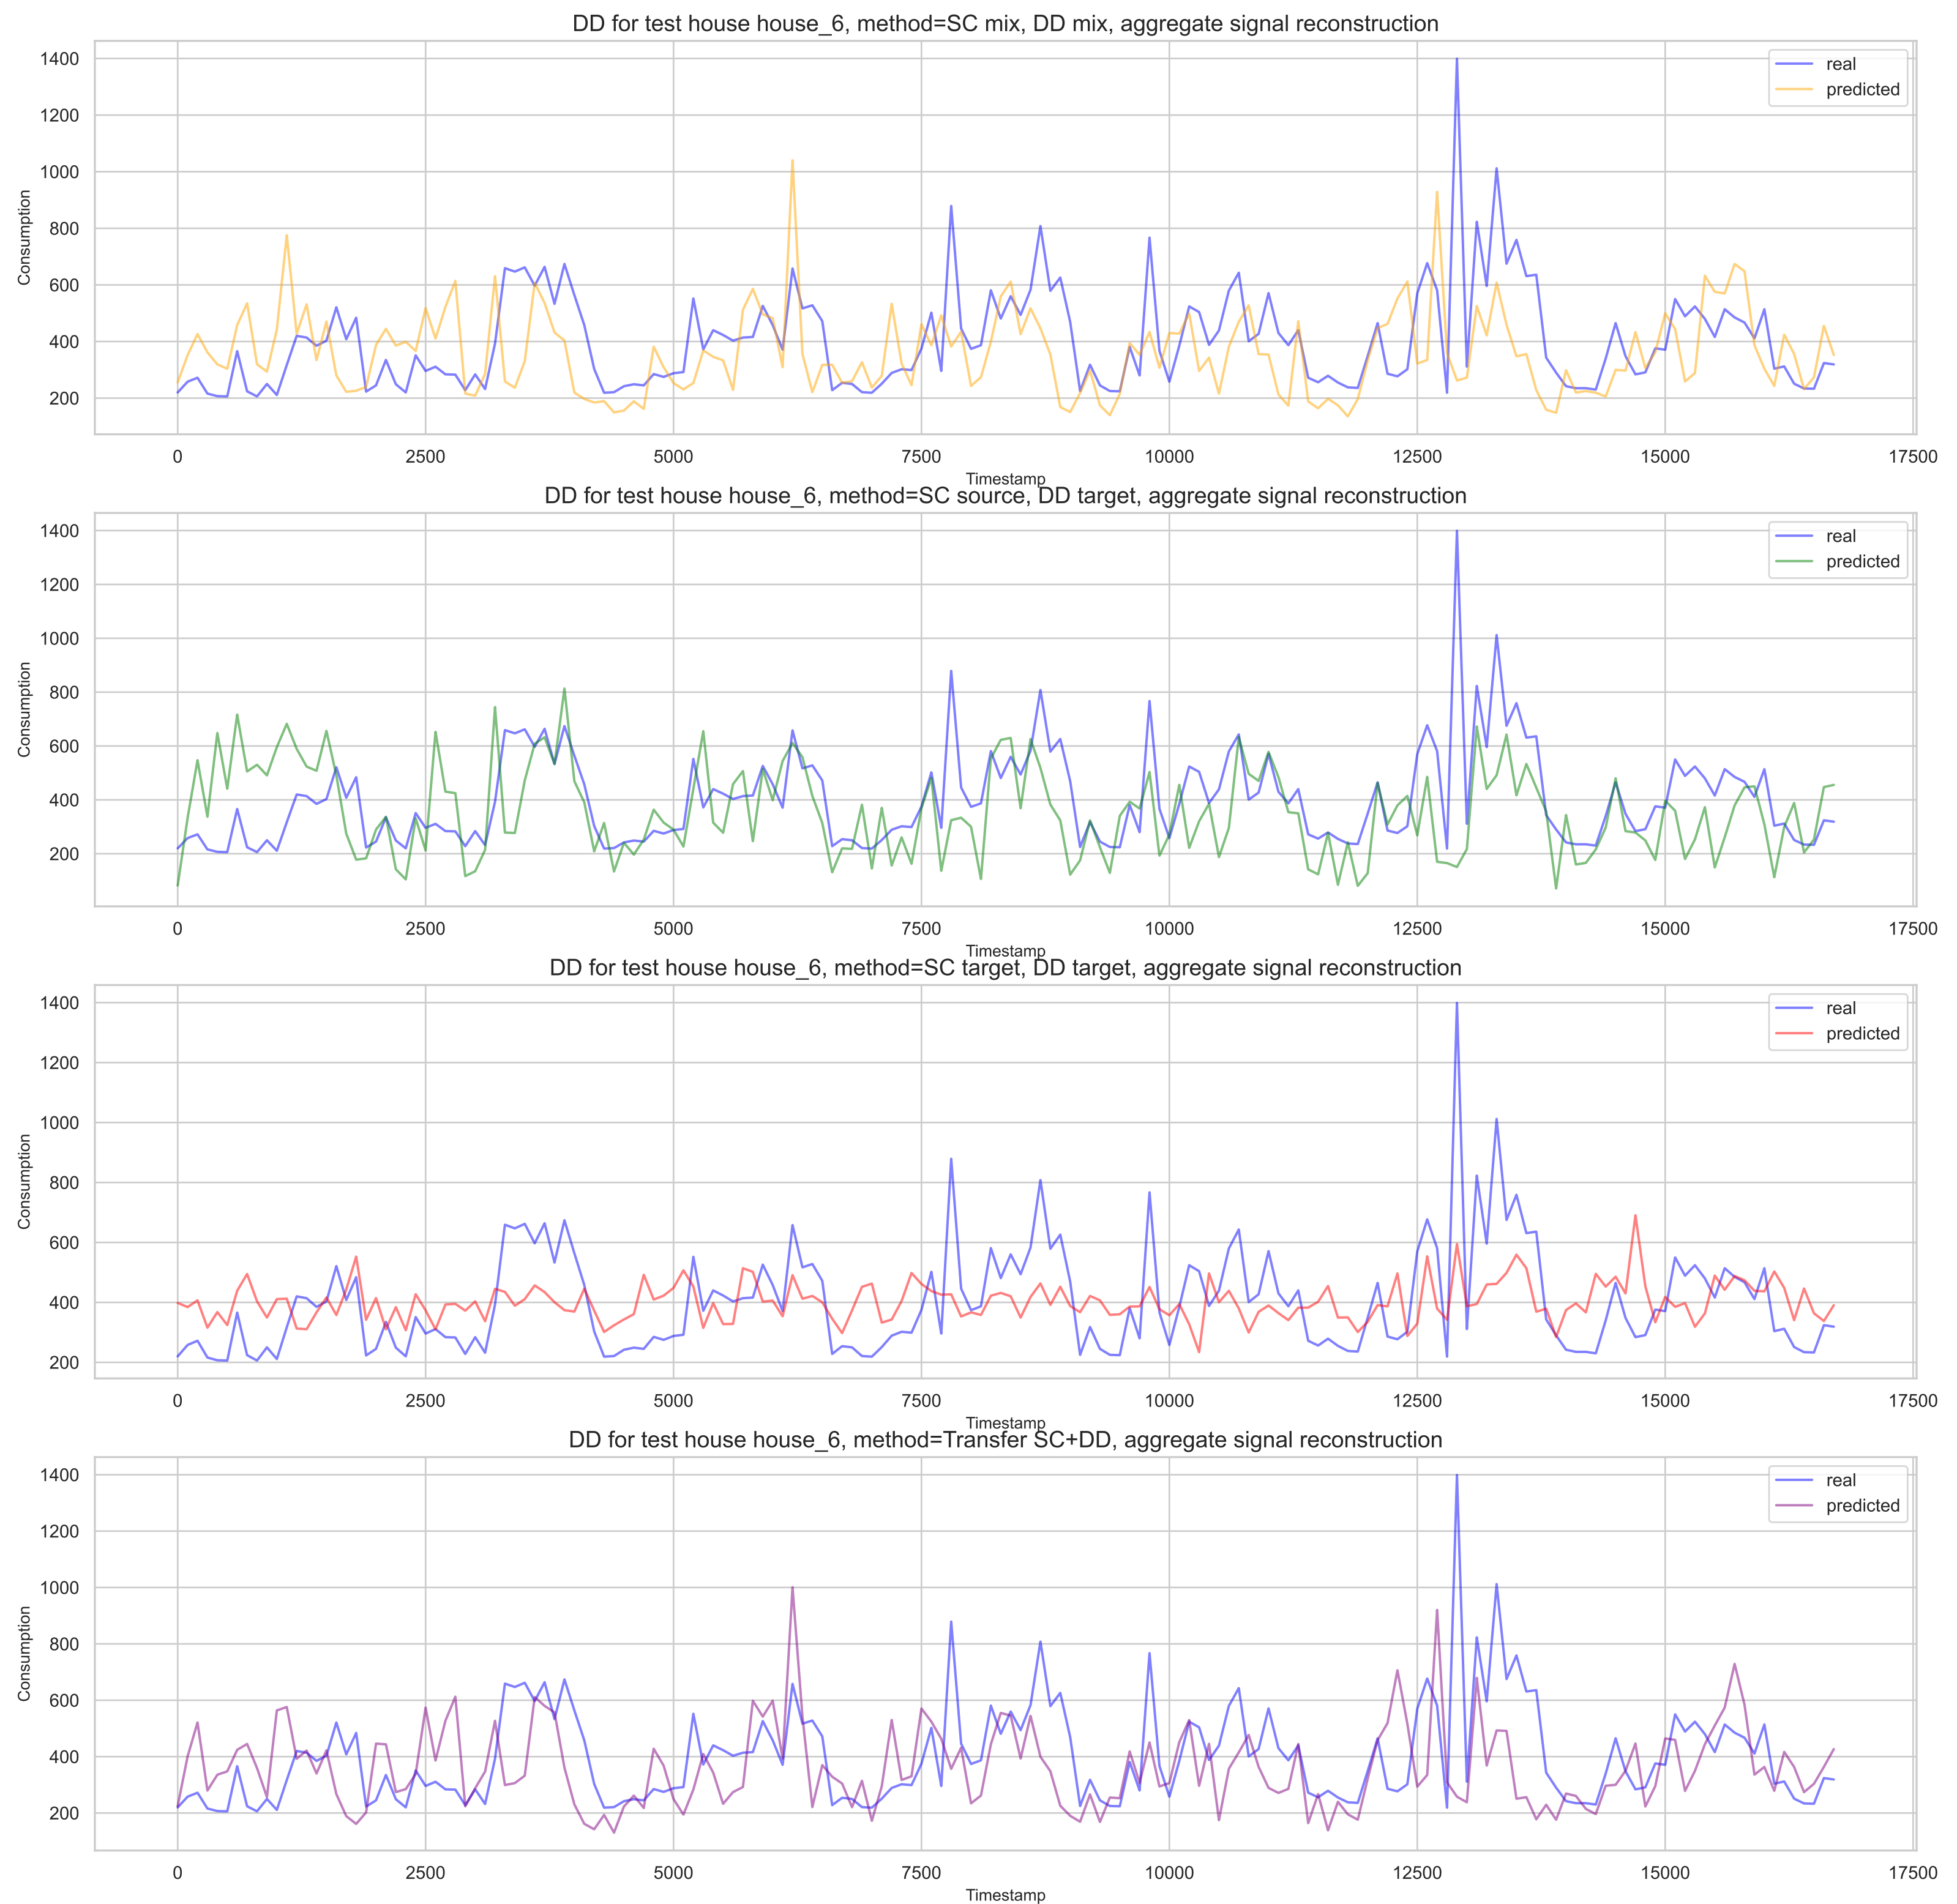 DD for test house house_6, method=SC mix, DD mix, aggregate signal reconstruction
1400
1200
1000
800
600
400
200
Consumption
real
predicted
0 2500 5000 7500 10000 12500 15000 17500
Timestamp
DD for test house house_6, method=SC source, DD target, aggregate signal reconstruction
1400
1200
1000
800
600
400
200
Consumption
real
predicted
0 2500 5000 7500 10000 12500 15000 17500
Timestamp
DD for test house house_6, method=SC target, DD target, aggregate signal reconstruction
1400
1200
1000
800
600
400
200
Consumption
real
predicted
0 2500 5000 7500 10000 12500 15000 17500
Timestamp
DD for test house house_6, method=Transfer SC+DD, aggregate signal reconstruction
1400
1200
1000
800
600
400
200
Consumption
real
predicted
0 2500 5000 7500 10000 12500 15000 17500
Timestamp